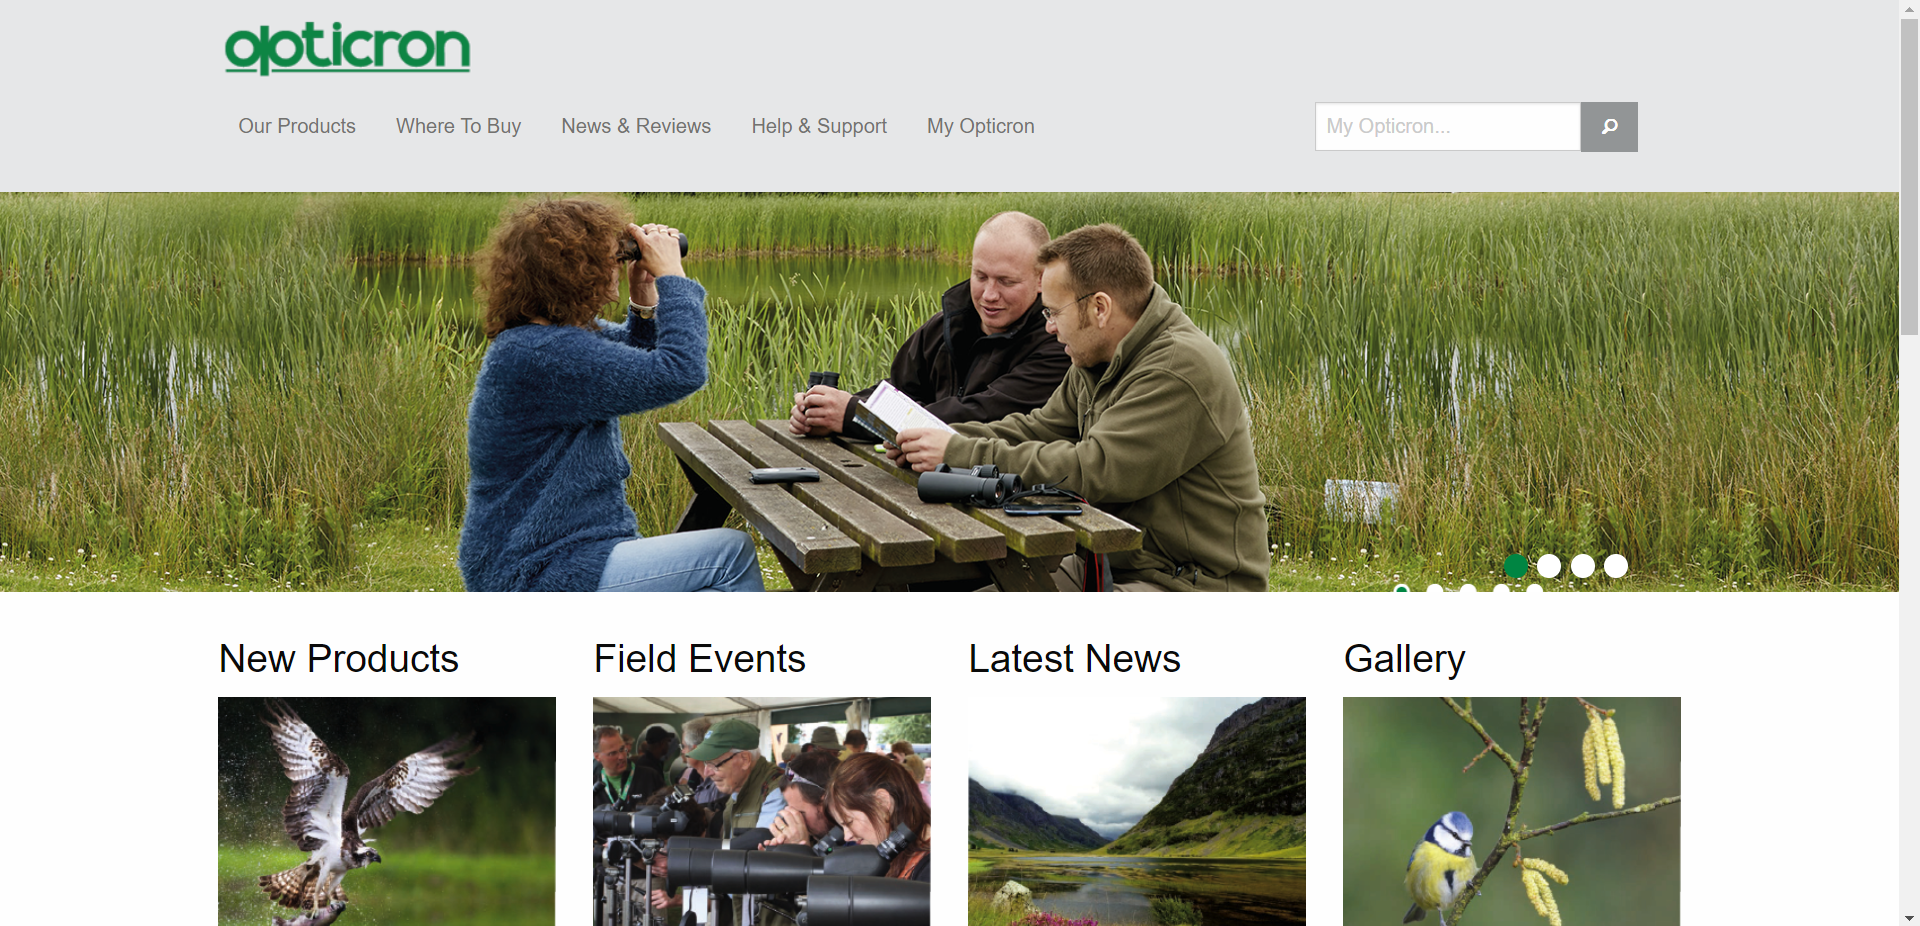 opticron
Our Products Where To Buy News & Reviews Help & Support My Opticron
My Opticron...
New Products Field Events Latest News Gallery